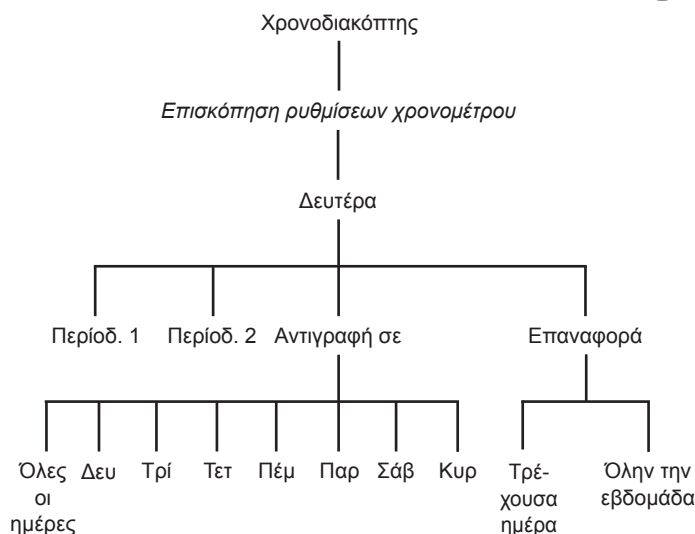 Χρονοδιακόπτης
Επισκόπηση ρυθμίσεων χρονομέτρου
Δευτέρα
Περίοδ. 1 Περίοδ. 2 Αντιγραφή σε Επαναφορά
Όλες οι ημέρες Δευ Τρί Τετ Πέμ Παρ Σάβ Κυρ Τρέ-
χουσα
ημέρα Όλην την
εβδομάδα